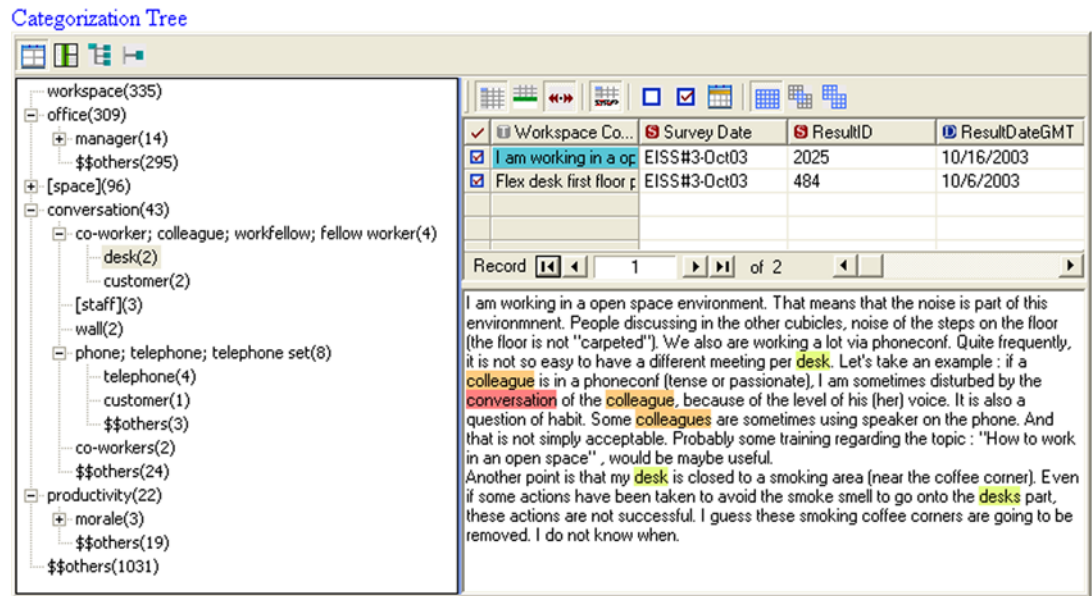 Categorization Tree
workspace(335)
office(309)
manager(14)
$$others(295)
[space](96)
conversation(43)
co-worker; colleague; workfellow; fellow worker(4)
desk(2)
customer(2)
[staff](3)
wall(2)
phone; telephone; telephone set(8)
telephone(4)
customer(1)
$$others(3)
co-workers(2)
$$others(24)
productivity(22)
morale(3)
$$others(19)
$$others(1031)
Workspace Co... Survey Date ResultID ResultDateGMT
I am working in a op EISS#3-Oct03 2025 10/16/2003
Flex desk first floor p EISS#3-Oct03 484 10/6/2003
Record 1 of 2
I am working in a open space environment. That means that the noise is part of this
environmnent. People discussing in the other cubicles, noise of the steps on the floor
(the floor is not "carpeted"). We also are working a lot via phoneconf. Quite frequently,
it is not so easy to have a different meeting per desk. Let's take an example : if a
colleague is in a phoneconf (tense or passionate), I am sometimes disturbed by the
conversation of the colleague, because of the level of his (her) voice. It is also a
question of habit. Some colleagues are sometimes using speaker on the phone. And
that is not simply acceptable. Probably some training regarding the topic : "How to work
in an open space" , would be maybe useful.
Another point is that my desk is closed to a smoking area (near the coffee corner). Even
if some actions have been taken to avoid the smoke smell to go onto the desks part,
these actions are not successful. I guess these smoking coffee corners are going to be
removed. I do not know when.